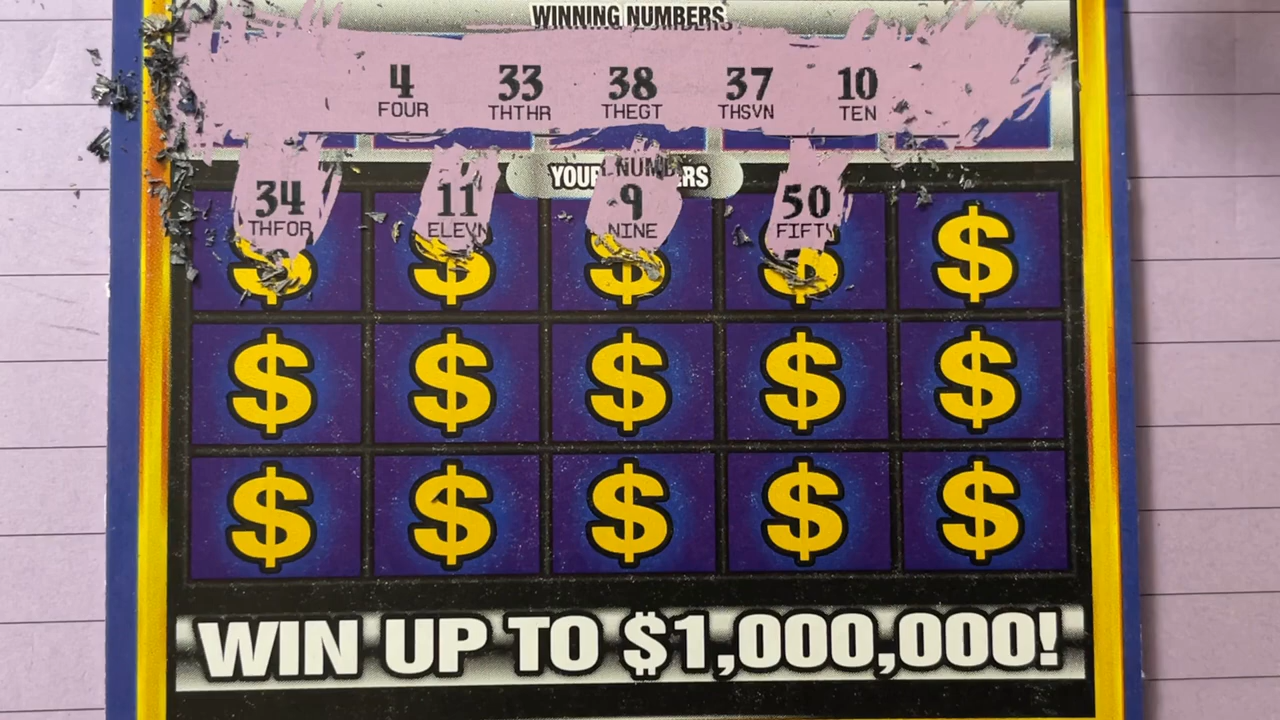 WINNING NUMBERS
4 33 38 37 10
FOUR THTHR THEGT THSVN TEN
YOUR NUMBERS
34 11 9 50
THFOR ELEVN NINE FIFTY
$
$ $ $ $ $
$ $ $ $ $
WIN UP TO $1,000,000!